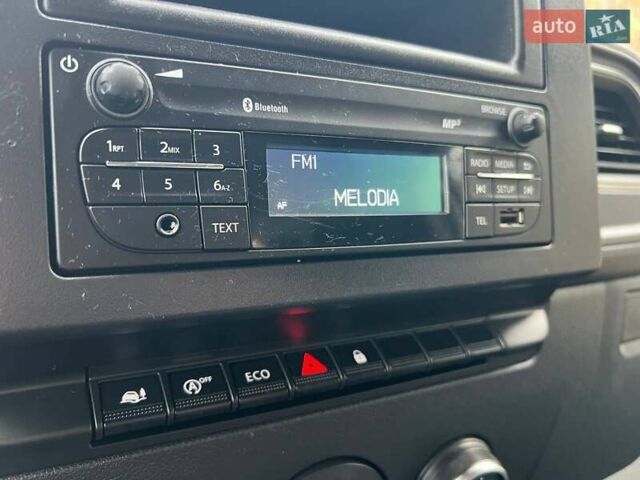 auto RIA
.com
Bluetooth
MP3
BROWSE
1RPT 2MIX 3
FM1
RADIO MEDIA
4 5 6A-Z
MELODIA
SETUP
AF
TEXT
TEL
OFF
ECO